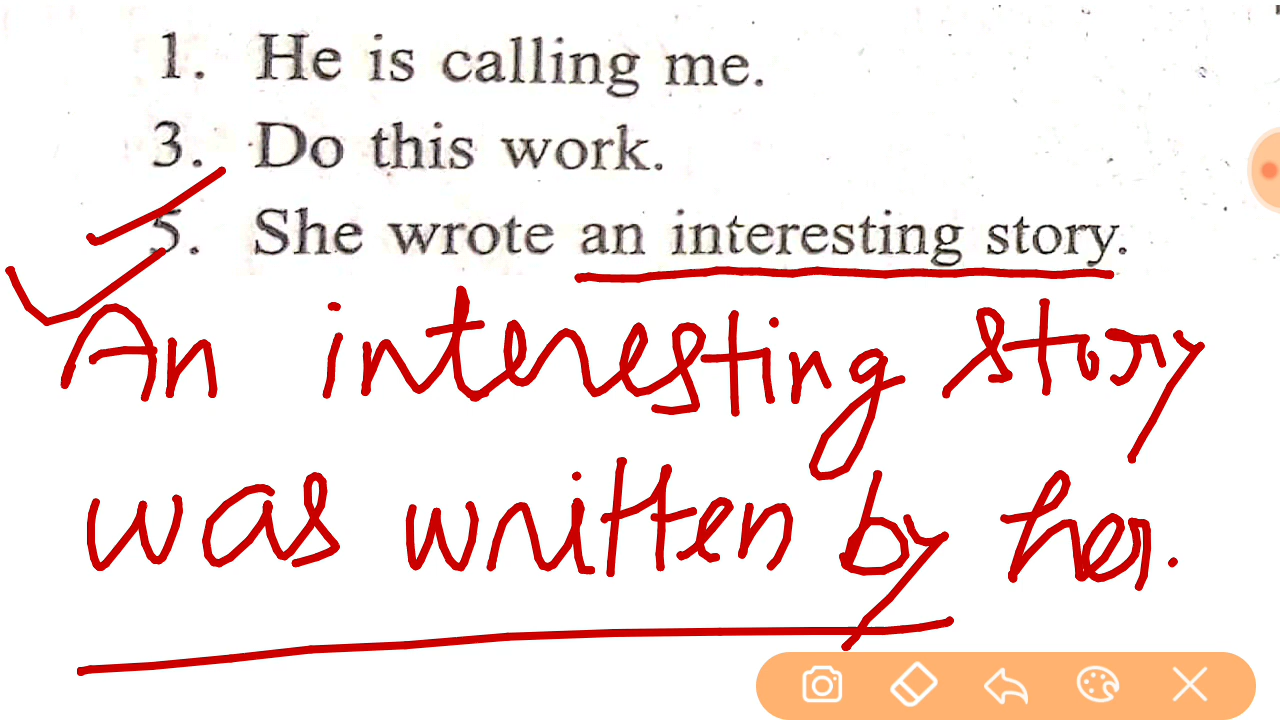 1. He is calling me.
3. Do this work.
5. She wrote an interesting story.
An interesting story
was written by her.